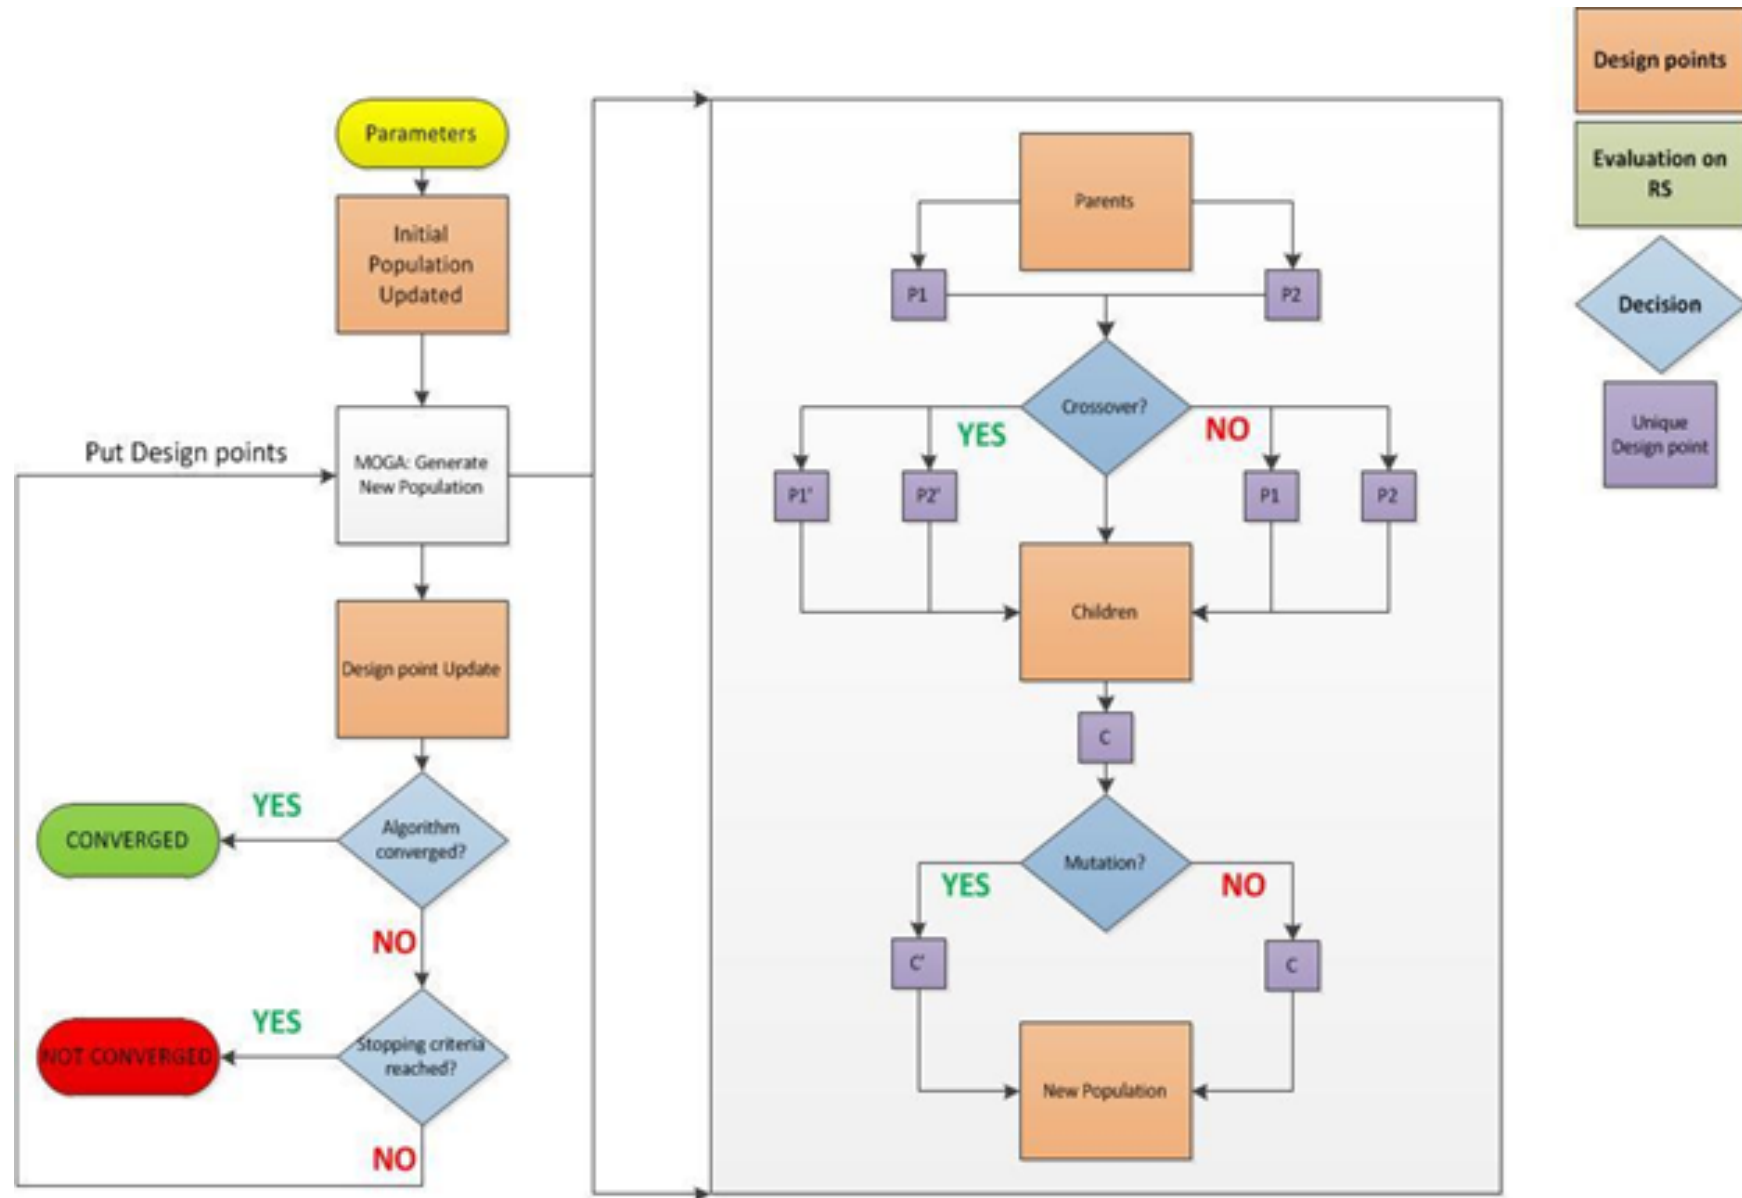 Parameters
Initial
Population
Updated
Put Design points
MOGA: Generate
New Population
Design point Update
Algorithm
converged?
YES
CONVERGED
NO
Stopping criteria
reached?
YES
NOT CONVERGED
NO
Parents
P1
P2
Crossover?
YES
NO
P1'
P2'
P1
P2
Children
C
Mutation?
YES
NO
C'
C
New Population
Design points
Evaluation on
RS
Decision
Unique
Design point